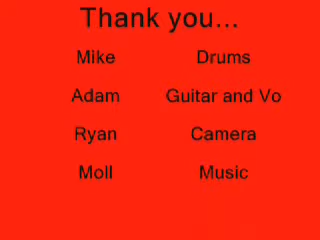 Thank you...
Mike Drums
Adam Guitar and Vo
Ryan Camera
Moll Music